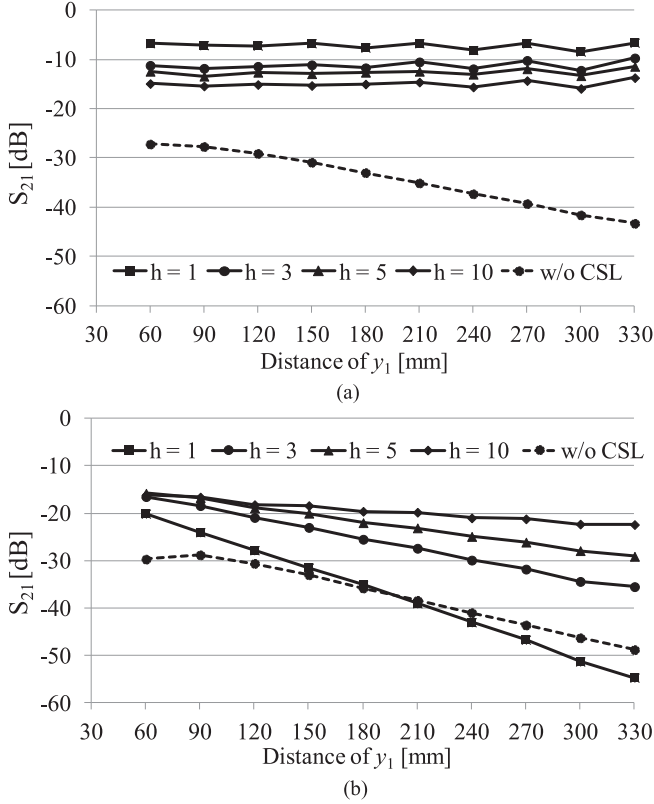 0
-10
-20
-30
-40
-50
-60
S21 [dB]
h = 1 h = 3 h = 5 h = 10 w/o CSL
30 60 90 120 150 180 210 240 270 300 330
Distance of y1 [mm]
(a)
0
-10
-20
-30
-40
-50
-60
S21 [dB]
h = 1 h = 3 h = 5 h = 10 w/o CSL
30 60 90 120 150 180 210 240 270 300 330
Distance of y1 [mm]
(b)